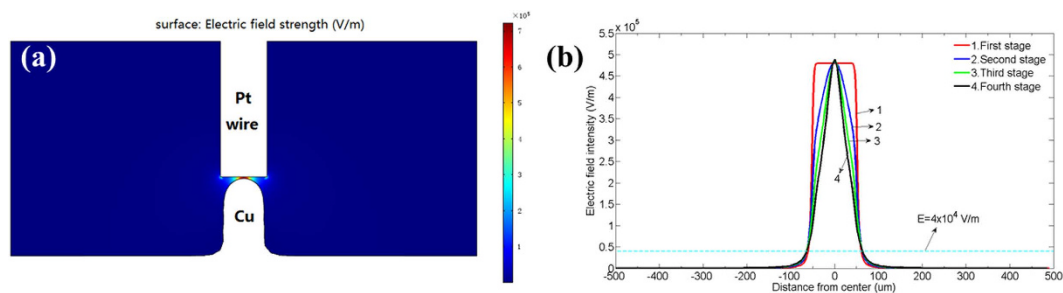 surface: Electric field strength (V/m)
(a)
Pt
wire
Cu
×10⁵
7
6
5
4
3
2
1
(b)
×10⁵
5.5
5
4.5
4
3.5
3
2.5
2
1.5
1
0.5
0
Electric field intensity (V/m)
1.First stage
2.Second stage
3.Third stage
4.Fourth stage
1
2
3
4
E=4x10⁴ V/m
-500 -400 -300 -200 -100 0 100 200 300 400 500
Distance from center (um)